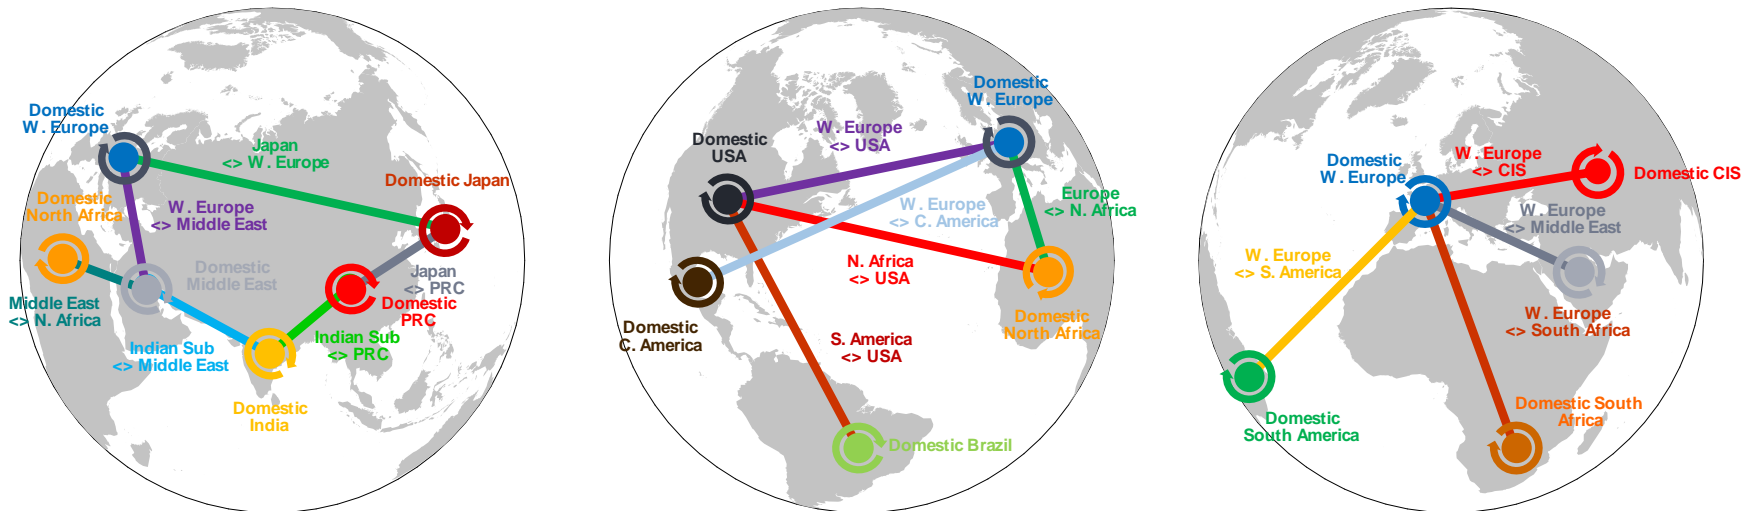 Domestic
W. Europe
Japan
<> W. Europe
Domestic Japan
Domestic
North Africa
W. Europe
<> Middle East
Domestic
Middle East
Japan
<> PRC
Middle East
<> N. Africa
Domestic
PRC
Indian Sub
<> PRC
Indian Sub
<> Middle East
Domestic
India
Domestic
W. Europe
W. Europe
<> USA
Domestic
USA
Europe
<> N. Africa
W. Europe
<> C. America
N. Africa
<> USA
Domestic
C. America
Domestic
North Africa
S. America
<> USA
Domestic Brazil
Domestic
W. Europe
W. Europe
<> CIS
Domestic CIS
W. Europe
<> Middle East
W. Europe
<> S. America
W. Europe
<> South Africa
Domestic
South America
Domestic South
Africa